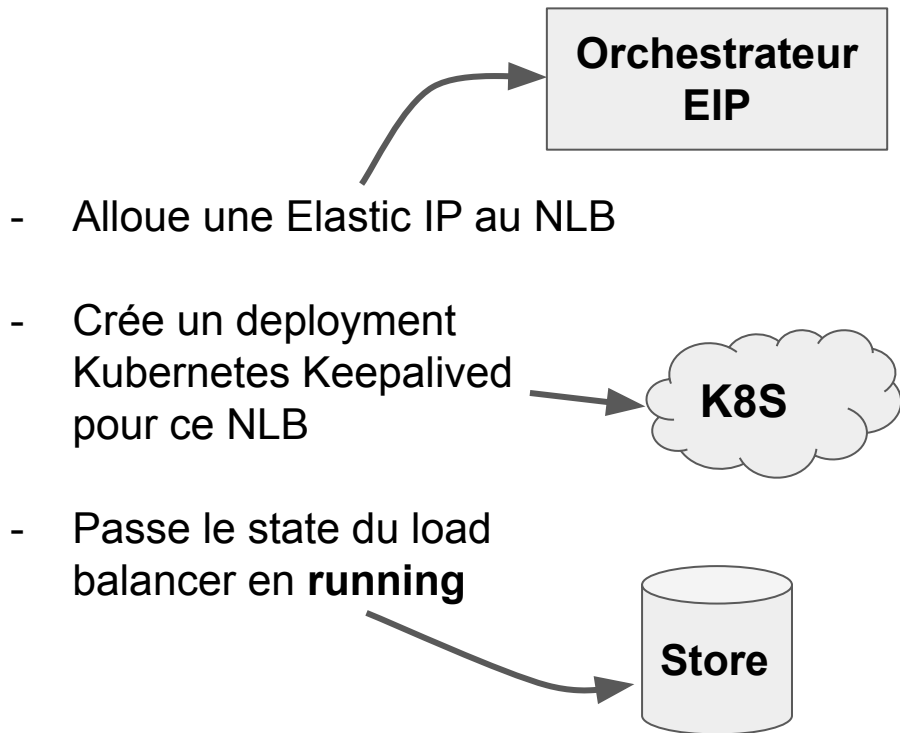 Orchestrateur
EIP
- Alloue une Elastic IP au NLB
- Crée un deployment
Kubernetes Keepalived
pour ce NLB
K8S
- Passe le state du load
balancer en running
Store